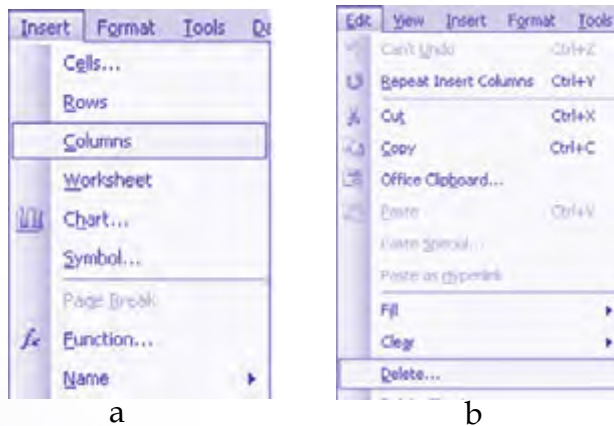 Insert Format Tools Da
Cells...
Rows
Columns
Worksheet
Chart...
Symbol...
Page Break
fx Function...
Name
a
Edit View Insert Format Tools
Can't Undo Ctrl+Z
Repeat Insert Columns Ctrl+Y
Cut Ctrl+X
Copy Ctrl+C
Office Clipboard...
Paste Ctrl+V
Paste Special...
Paste as Hyperlink
Fill
Clear
Delete...
b